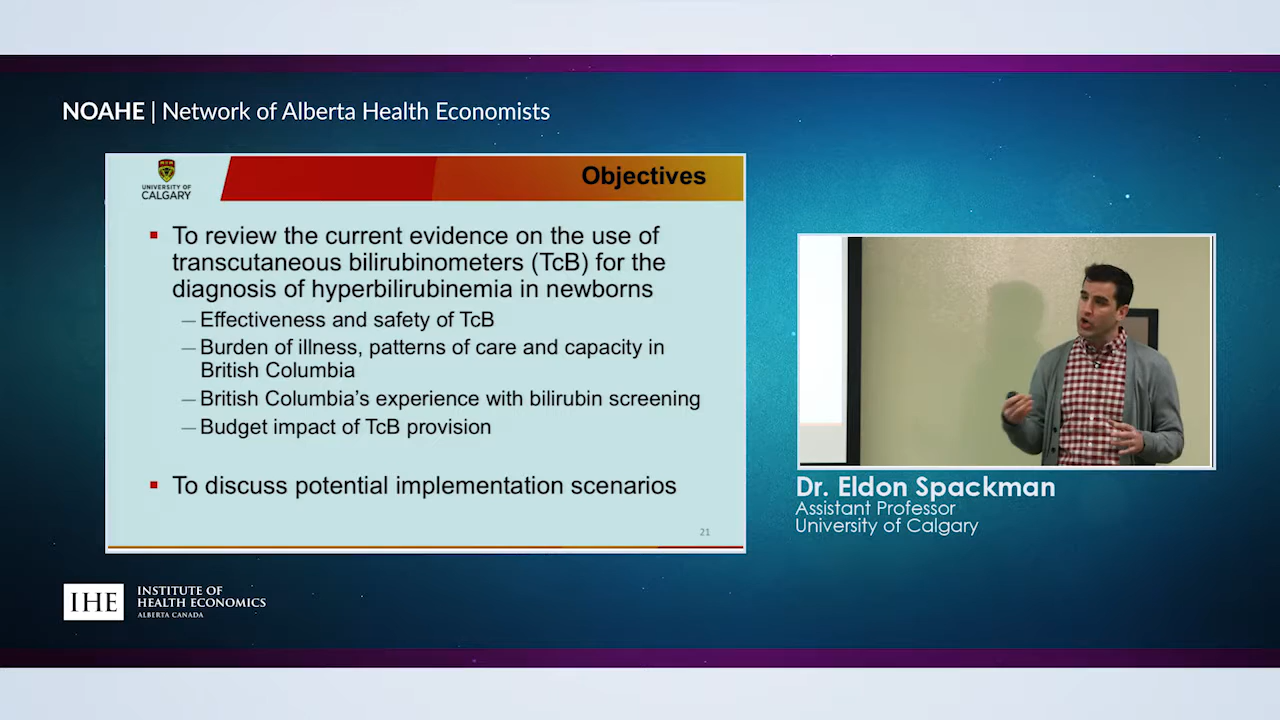 NOAHE | Network of Alberta Health Economists
UNIVERSITY OF
CALGARY
Objectives
▪ To review the current evidence on the use of
transcutaneous bilirubinometers (TcB) for the
diagnosis of hyperbilirubinemia in newborns
— Effectiveness and safety of TcB
— Burden of illness, patterns of care and capacity in
British Columbia
— British Columbia's experience with bilirubin screening
— Budget impact of TcB provision
▪ To discuss potential implementation scenarios
21
Dr. Eldon Spackman
Assistant Professor
University of Calgary
IHE
INSTITUTE OF
HEALTH ECONOMICS
ALBERTA CANADA